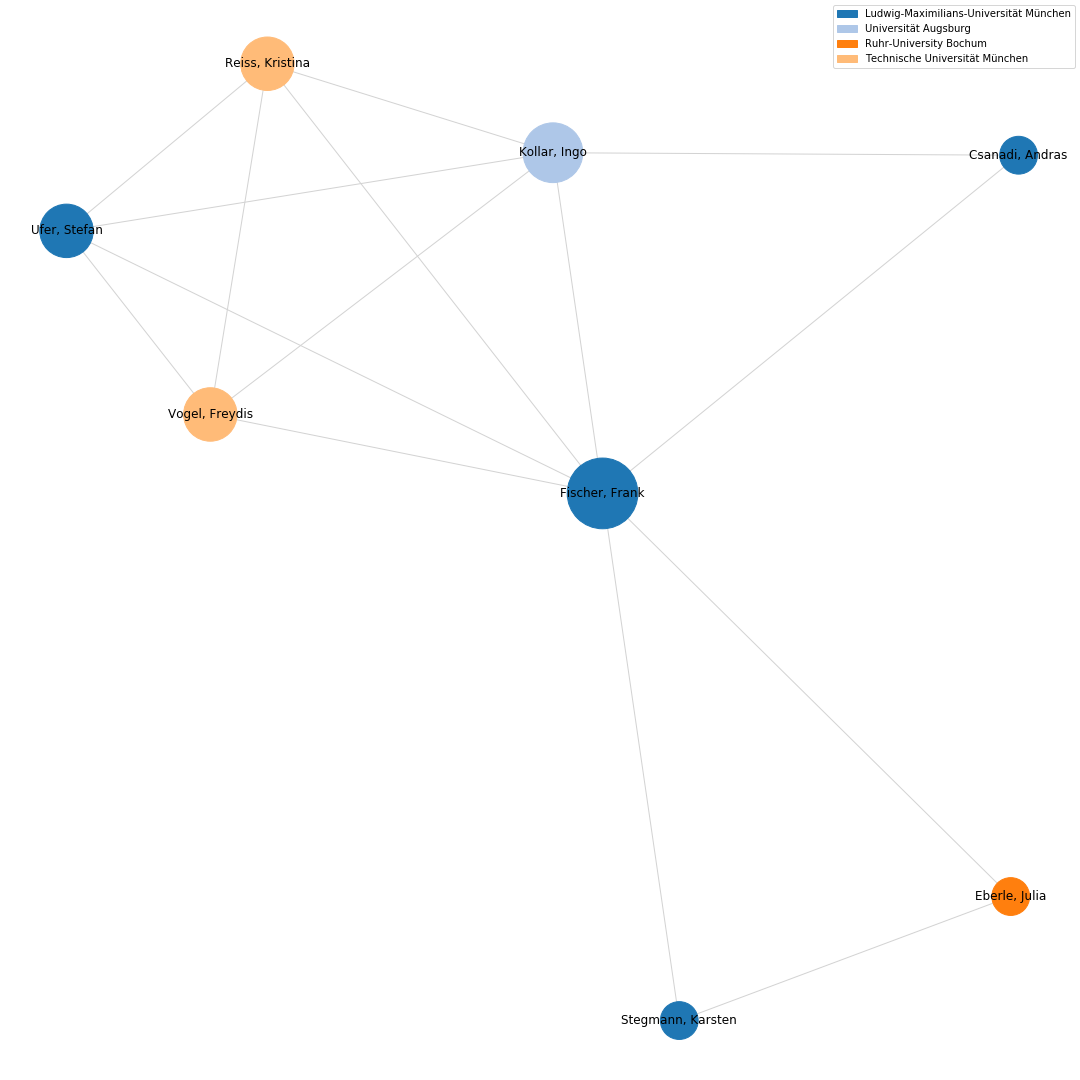 Ludwig-Maximilians-Universität München
Universität Augsburg
Ruhr-University Bochum
Technische Universität München
Reiss, Kristina
Kollar, Ingo
Csanadi, Andras
Ufer, Stefan
Vogel, Freydis
Fischer, Frank
Eberle, Julia
Stegmann, Karsten